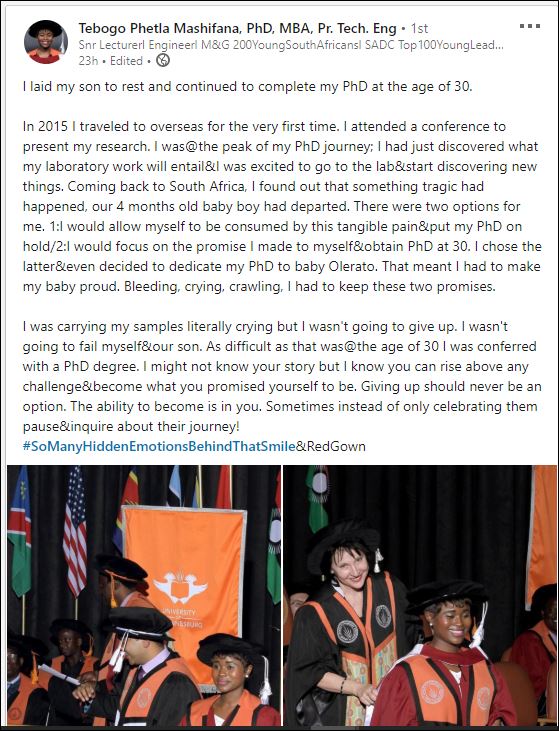 Tebogo Phetla Mashifana, PhD, MBA, Pr. Tech. Eng • 1st
Snr Lecturerl Engineerl M&G 200YoungSouthAfricansl SADC Top100YoungLead...
23h • Edited •
I laid my son to rest and continued to complete my PhD at the age of 30.
In 2015 I traveled to overseas for the very first time. I attended a conference to
present my research. I was@the peak of my PhD journey; I had just discovered what
my laboratory work will entail&I was excited to go to the lab&start discovering new
things. Coming back to South Africa, I found out that something tragic had
happened, our 4 months old baby boy had departed. There were two options for
me. 1:I would allow myself to be consumed by this tangible pain&put my PhD on
hold/2:I would focus on the promise I made to myself&obtain PhD at 30. I chose the
latter&even decided to dedicate my PhD to baby Olerato. That meant I had to make
my baby proud. Bleeding, crying, crawling, I had to keep these two promises.
I was carrying my samples literally crying but I wasn't going to give up. I wasn't
going to fail myself&our son. As difficult as that was@the age of 30 I was conferred
with a PhD degree. I might not know your story but I know you can rise above any
challenge&become what you promised yourself to be. Giving up should never be an
option. The ability to become is in you. Sometimes instead of only celebrating them
pause&inquire about their journey!
#SoManyHiddenEmotionsBehindThatSmile&RedGown
UNIVERSITY